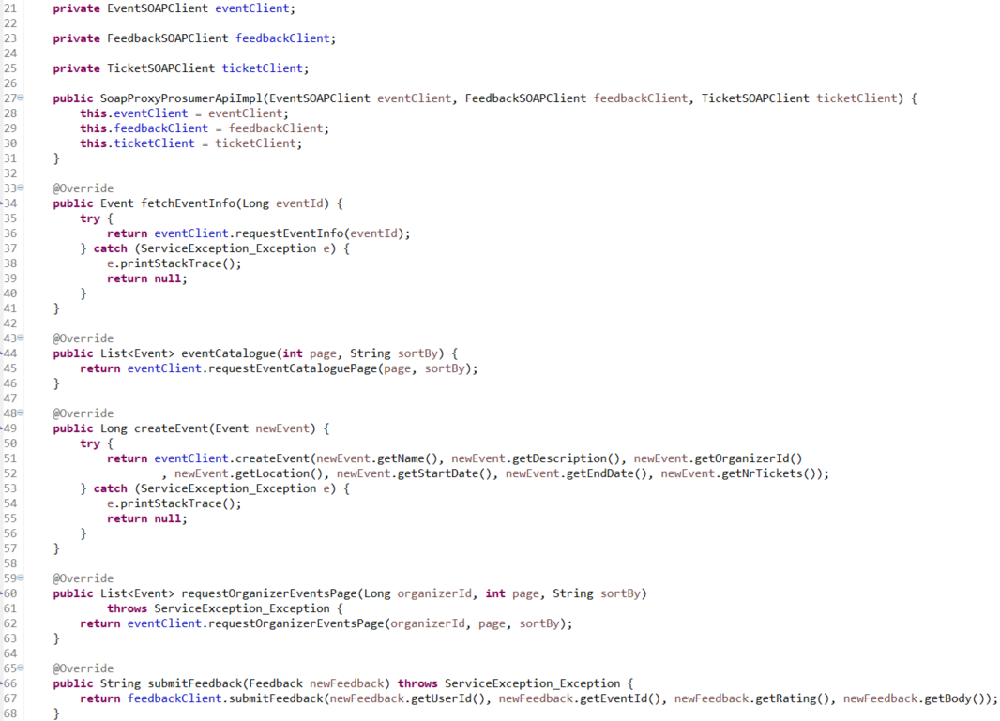 21 private EventSOAPClient eventClient;
22
23 private FeedbackSOAPClient feedbackClient;
24
25 private TicketSOAPClient ticketClient;
26
27 public SoapProxyProsumerApiImpl(EventSOAPClient eventClient, FeedbackSOAPClient feedbackClient, TicketSOAPClient ticketClient) {
28 this.eventClient = eventClient;
29 this.feedbackClient = feedbackClient;
30 this.ticketClient = ticketClient;
31 }
32
33 @Override
34 public Event fetchEventInfo(Long eventId) {
35 try {
36 return eventClient.requestEventInfo(eventId);
37 } catch (ServiceException_Exception e) {
38 e.printStackTrace();
39 return null;
40 }
41 }
42
43 @Override
44 public List<Event> eventCatalogue(int page, String sortBy) {
45 return eventClient.requestEventCataloguePage(page, sortBy);
46 }
47
48 @Override
49 public Long createEvent(Event newEvent) {
50 try {
51 return eventClient.createEvent(newEvent.getName(), newEvent.getDescription(), newEvent.getOrganizerId()
52 , newEvent.getLocation(), newEvent.getStartDate(), newEvent.getEndDate(), newEvent.getNrTickets());
53 } catch (ServiceException_Exception e) {
54 e.printStackTrace();
55 return null;
56 }
57 }
58
59 @Override
60 public List<Event> requestOrganizerEventsPage(Long organizerId, int page, String sortBy)
61 throws ServiceException_Exception {
62 return eventClient.requestOrganizerEventsPage(organizerId, page, sortBy);
63 }
64
65 @Override
66 public String submitFeedback(Feedback newFeedback) throws ServiceException_Exception {
67 return feedbackClient.submitFeedback(newFeedback.getUserId(), newFeedback.getEventId(), newFeedback.getRating(), newFeedback.getBody());
68 }